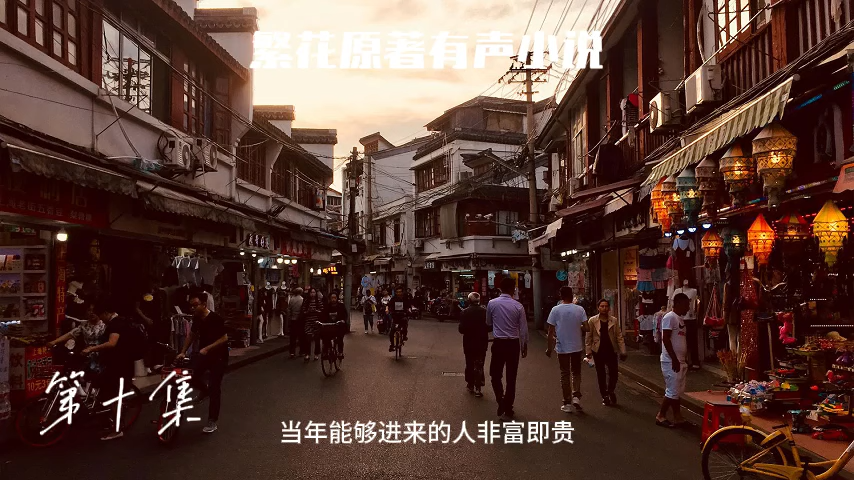 繁花原著有声小说
第十集
当年能够进来的人非富即贵